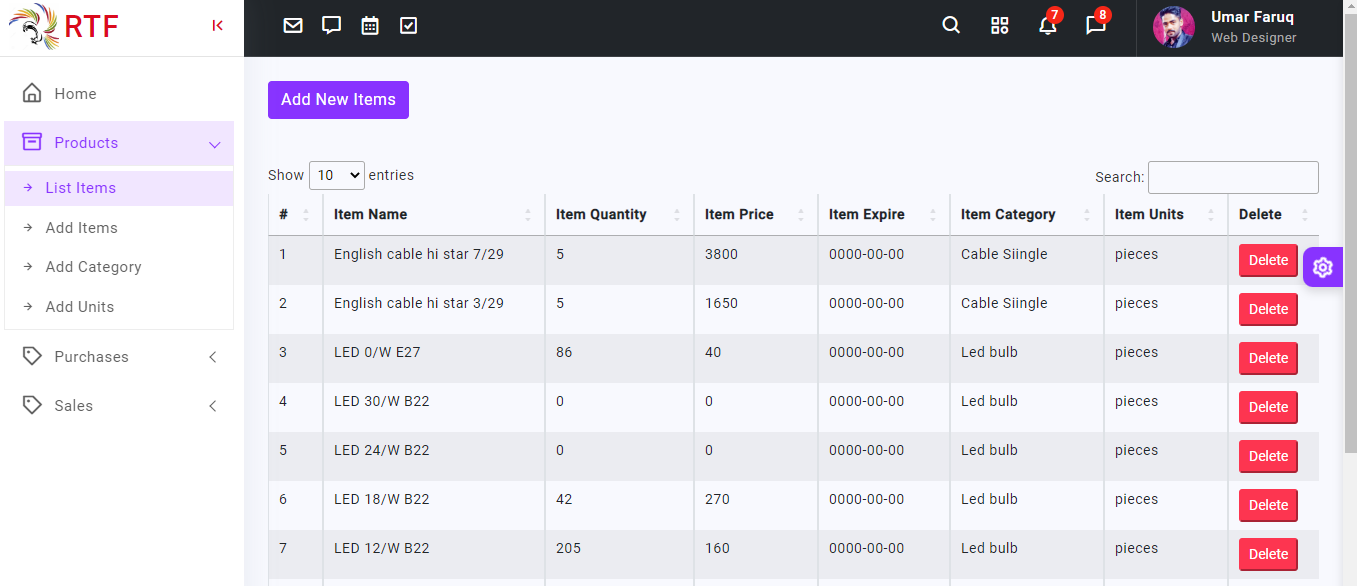 RTF
7
8
Umar Faruq
Web Designer
Home
Products
List Items
Add Items
Add Category
Add Units
Purchases
Sales
Add New Items
Show 10 entries
Search:
# Item Name Item Quantity Item Price Item Expire Item Category Item Units Delete
1 English cable hi star 7/29 5 3800 0000-00-00 Cable Siingle pieces Delete
2 English cable hi star 3/29 5 1650 0000-00-00 Cable Siingle pieces Delete
3 LED 0/W E27 86 40 0000-00-00 Led bulb pieces Delete
4 LED 30/W B22 0 0 0000-00-00 Led bulb pieces Delete
5 LED 24/W B22 0 0 0000-00-00 Led bulb pieces Delete
6 LED 18/W B22 42 270 0000-00-00 Led bulb pieces Delete
7 LED 12/W B22 205 160 0000-00-00 Led bulb pieces Delete